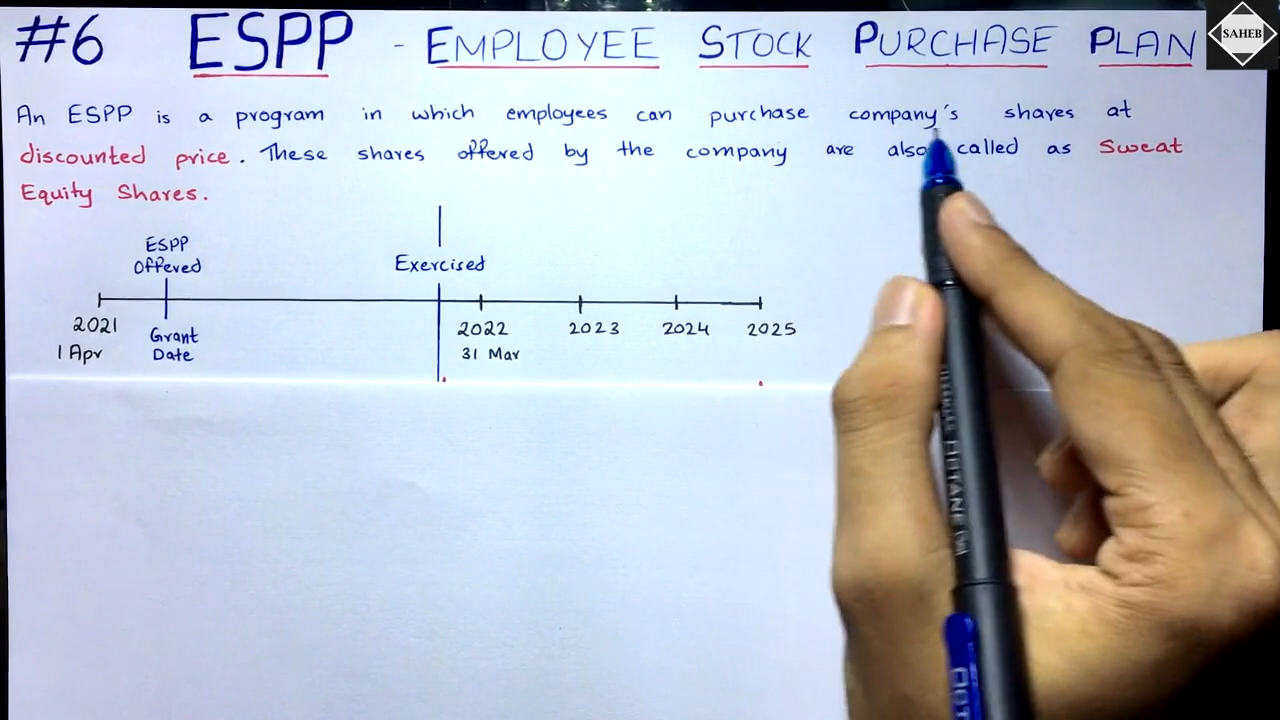 #6 ESPP - EMPLOYEE STOCK PURCHASE PLAN
SAHEB
An ESPP is a program in which employees can purchase company's shares at
discounted price. These shares offered by the company are also called as Sweat
Equity Shares.
ESPP
Offered
Exercised
2021
1 Apr
Grant
Date
2022
31 Mar
2023
2024
2025